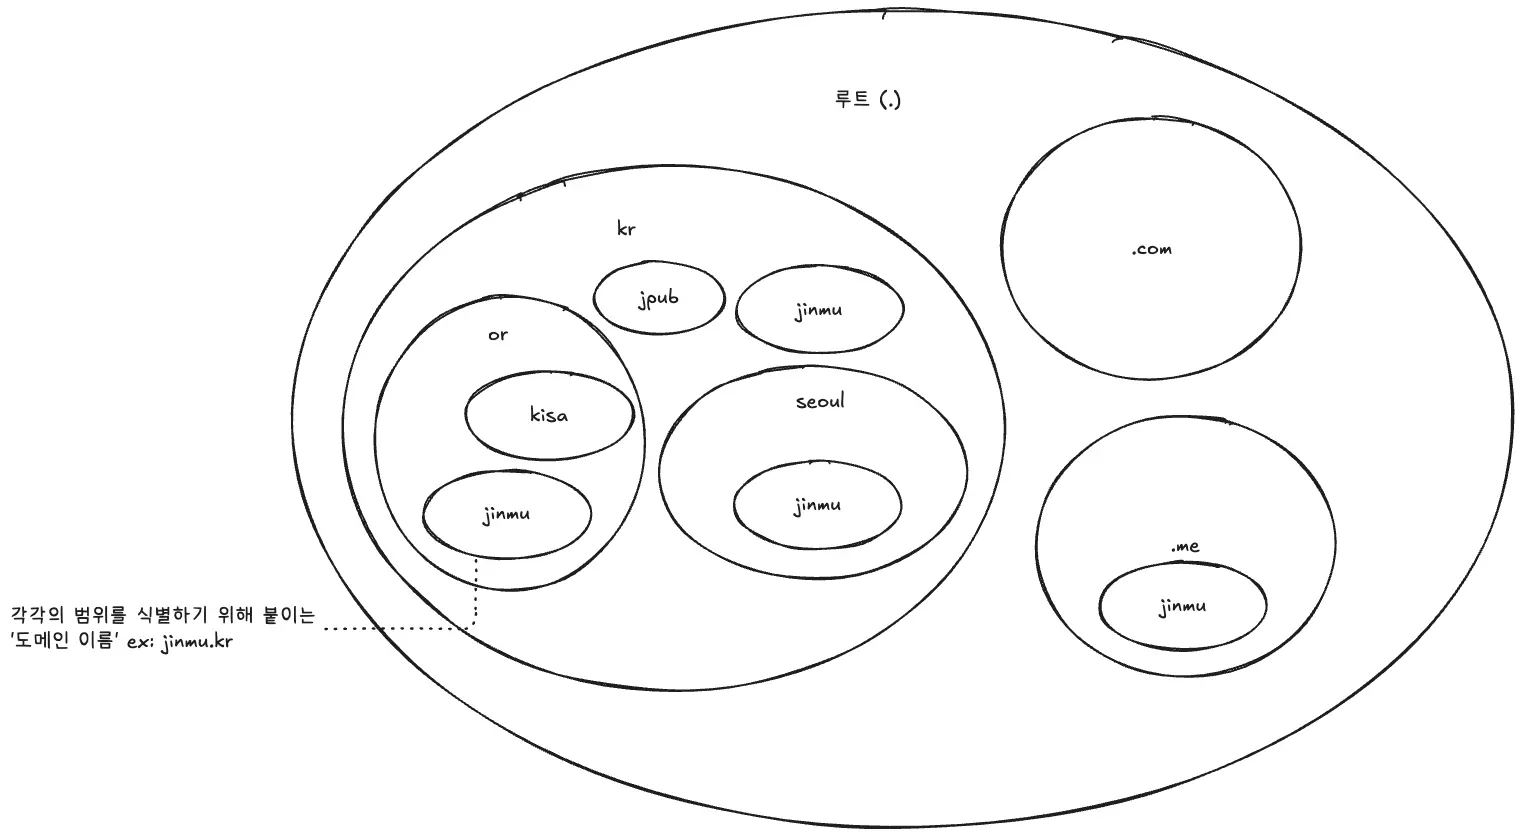 루트 (.)
kr
jpub
jinmu
or
kisa
jinmu
seoul
jinmu
.com
.me
jinmu
각각의 범위를 식별하기 위해 붙이는
'도메인 이름' ex: jinmu.kr